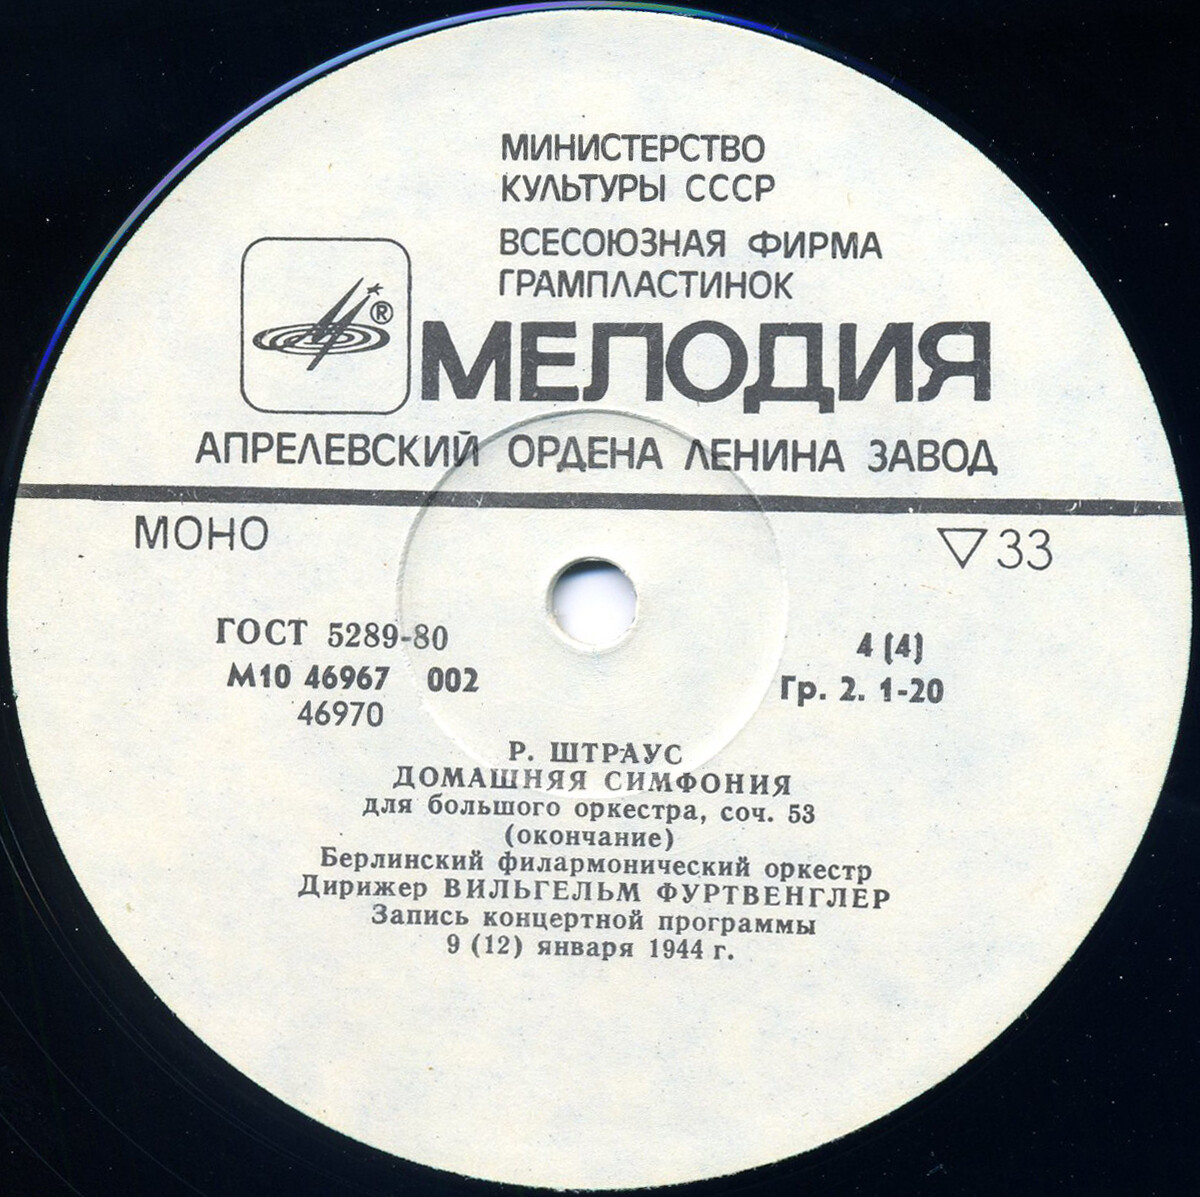 МИНИСТЕРСТВО
КУЛЬТУРЫ СССР
ВСЕСОЮЗНАЯ ФИРМА
ГРАМПЛАСТИНОК
®
МЕЛОДИЯ
АПРЕЛЕВСКИЙ ОРДЕНА ЛЕНИНА ЗАВОД
МОНО
▽33
ГОСТ 5289-80
М10 46967 002
46970
4 (4)
Гр. 2. 1-20
Р. ШТРАУС
ДОМАШНЯЯ СИМФОНИЯ
для большого оркестра, соч. 53
(окончание)
Берлинский филармонический оркестр
Дирижер ВИЛЬГЕЛЬМ ФУРТВЕНГЛЕР
Запись концертной программы
9 (12) января 1944 г.